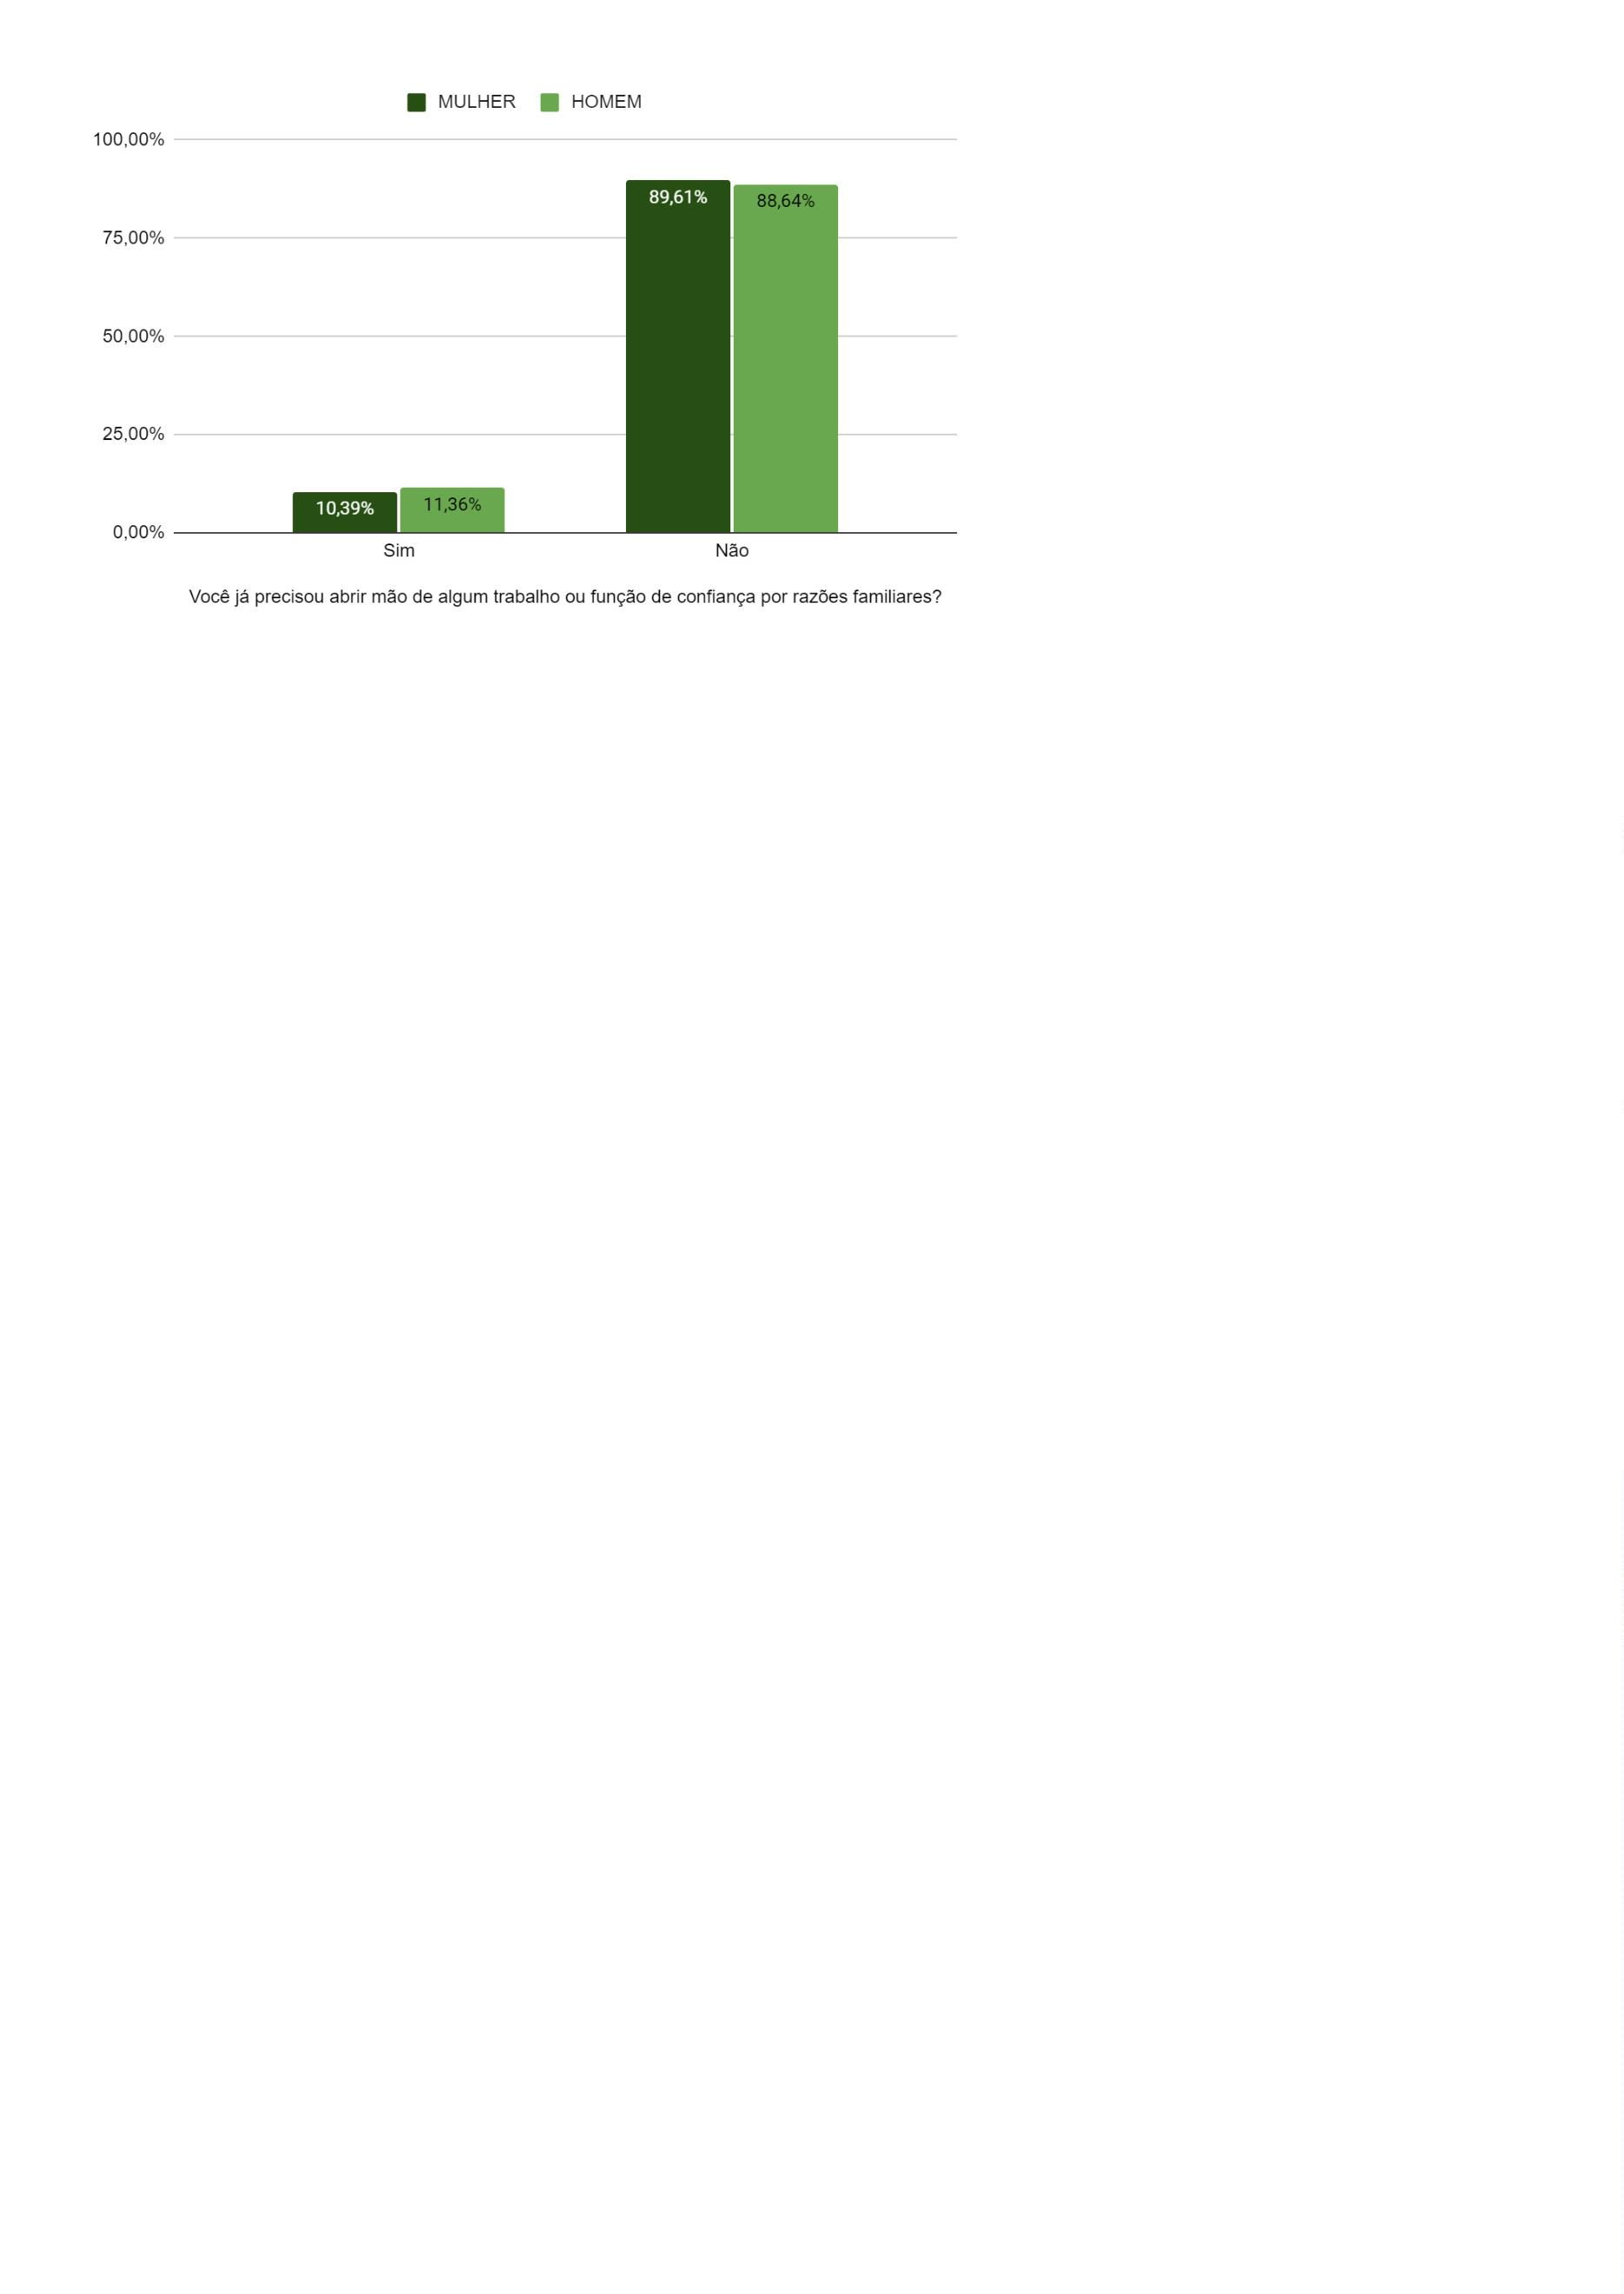 MULHER HOMEM
100,00%
75,00%
50,00%
25,00%
0,00%
89,61% 88,64%
10,39% 11,36%
Sim Não
Você já precisou abrir mão de algum trabalho ou função de confiança por razões familiares?